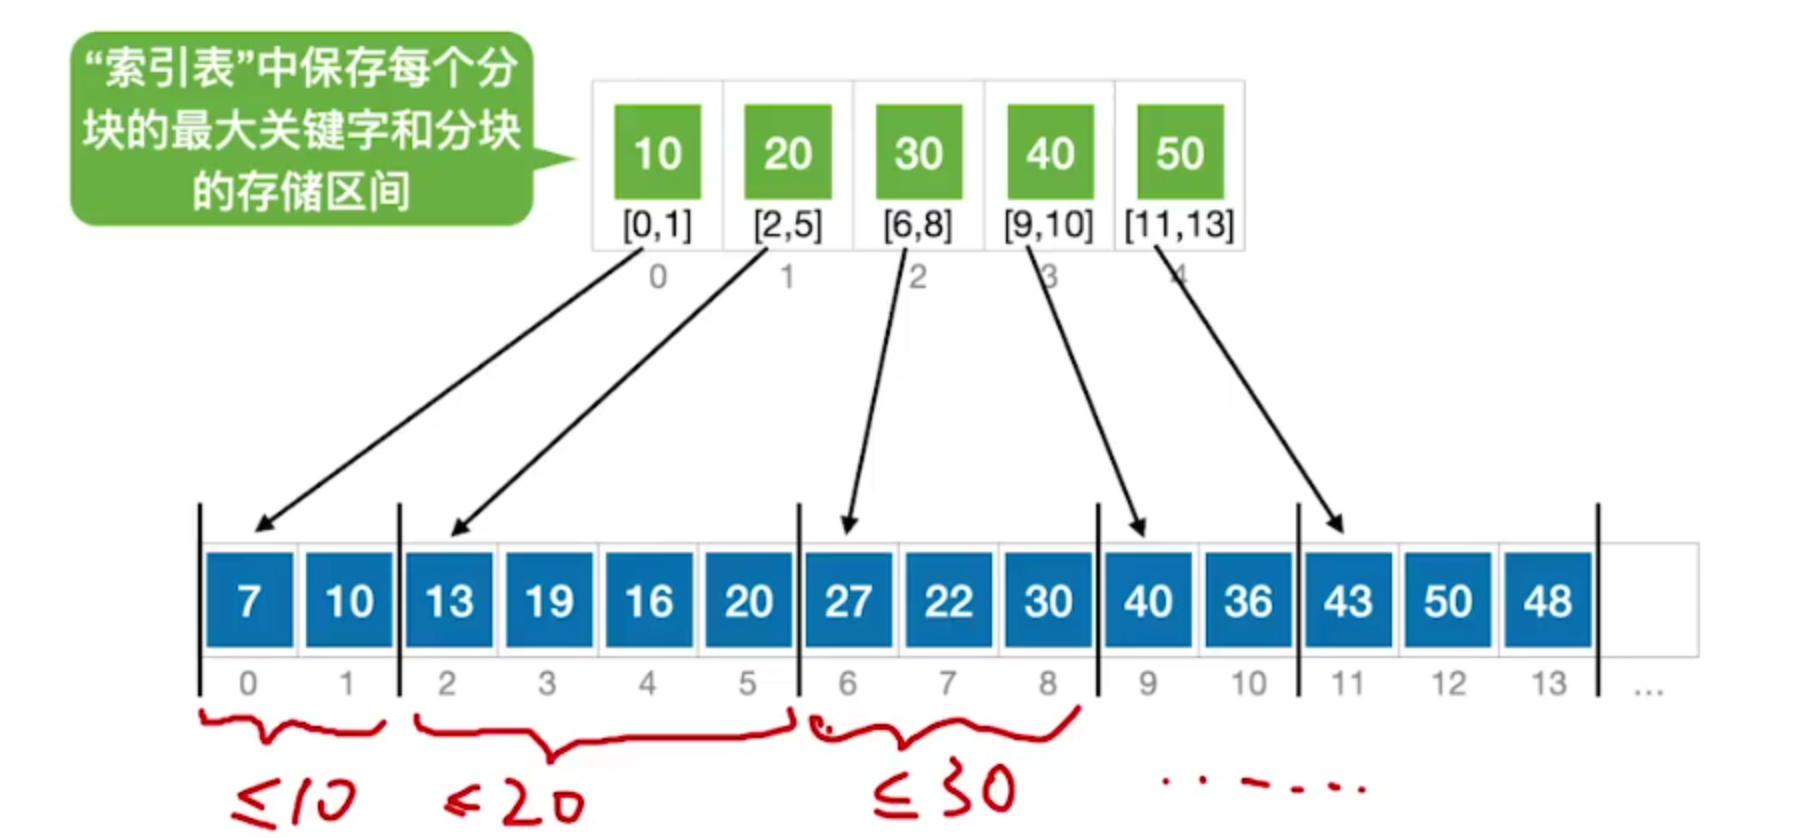 “索引表”中保存每个分
块的最大关键字和分块
的存储区间
10 20 30 40 50
[0,1] [2,5] [6,8] [9,10] [11,13]
0 1 2 3 4
7 10 13 19 16 20 27 22 30 40 36 43 50 48
0 1 2 3 4 5 6 7 8 9 10 11 12 13 ...
≤10 ≤20 ≤30 ......